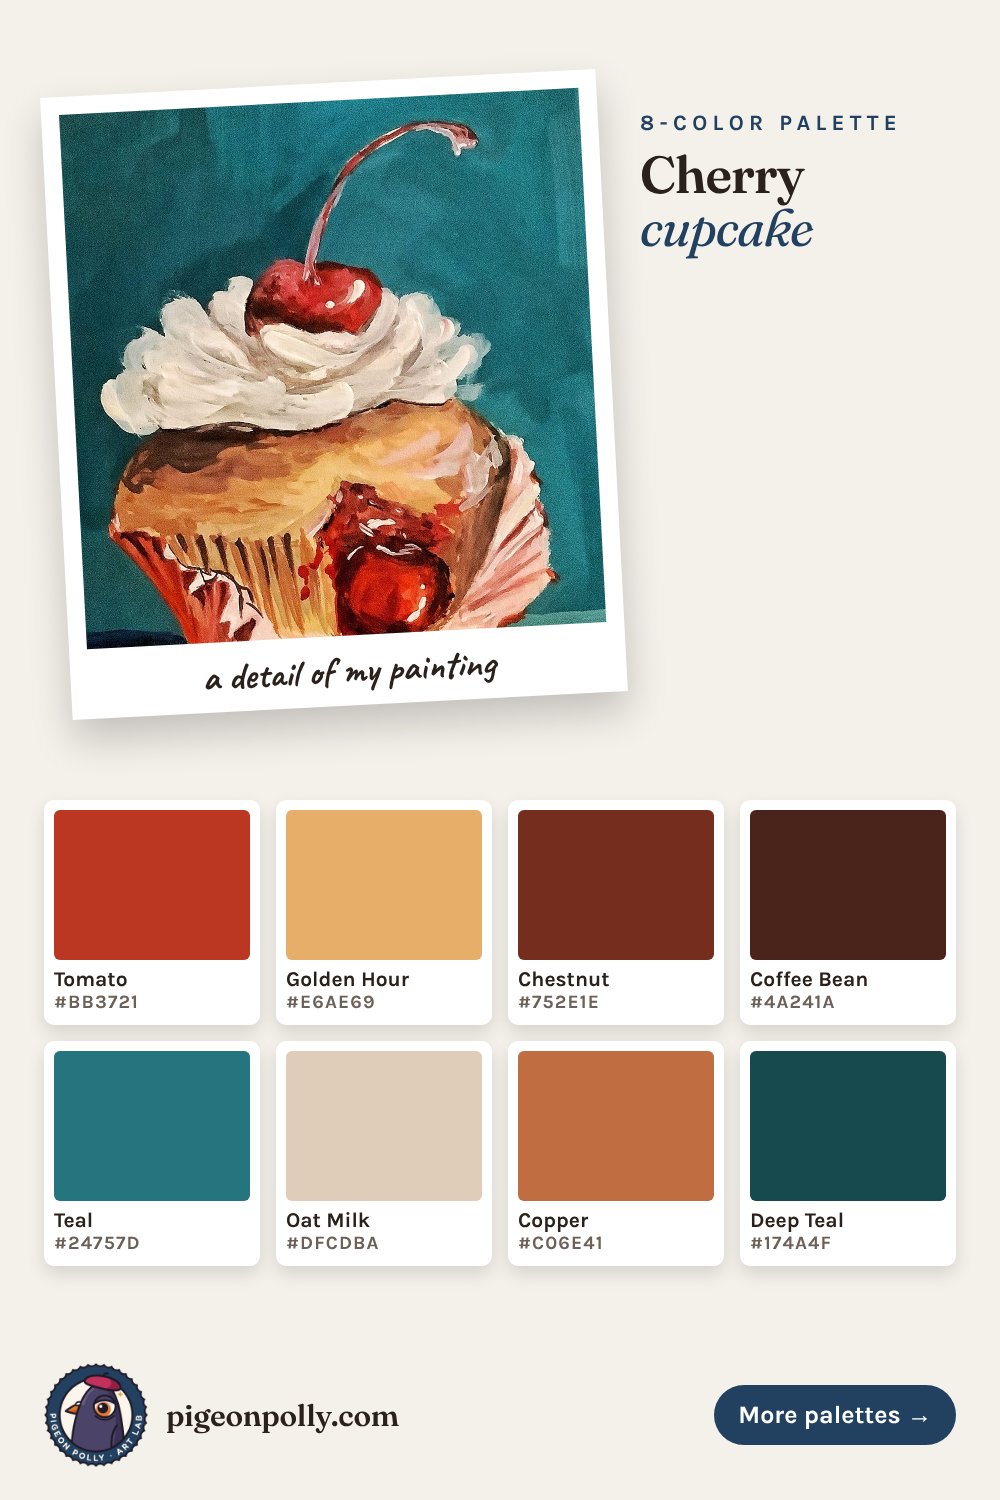 8-COLOR PALETTE
Cherry
cupcake
a detail of my painting
Tomato
#BB3721
Golden Hour
#E6AE69
Chestnut
#752E1E
Coffee Bean
#4A241A
Teal
#24757D
Oat Milk
#DFCDBA
Copper
#C06E41
Deep Teal
#174A4F
PIGEON POLLY · ART LAB
pigeonpolly.com
More palettes →